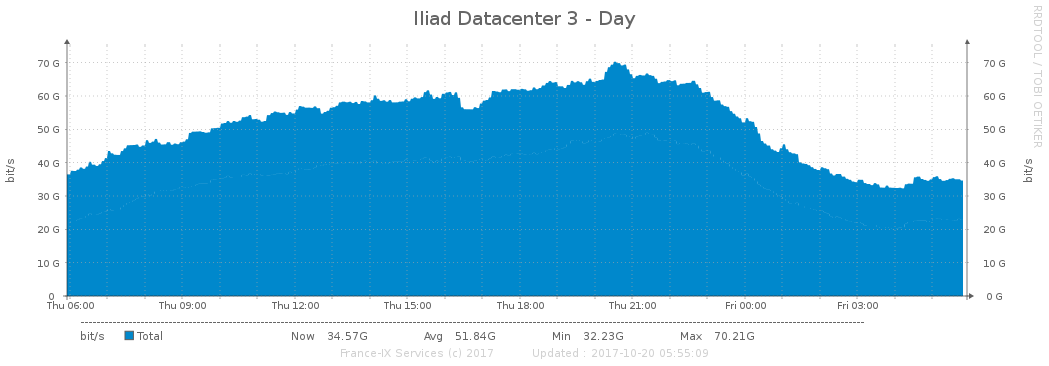 Iliad Datacenter 3 - Day
RRDTOOL / TOBI OETIKER
bit/s
70 G 70 G
60 G 60 G
50 G 50 G
40 G 40 G
30 G 30 G
20 G 20 G
10 G 10 G
0 0 G
bit/s
Thu 06:00 Thu 09:00 Thu 12:00 Thu 15:00 Thu 18:00 Thu 21:00 Fri 00:00 Fri 03:00
bit/s Total Now 34.57G Avg 51.84G Min 32.23G Max 70.21G
France-IX Services (c) 2017 Updated : 2017-10-20 05:55:09